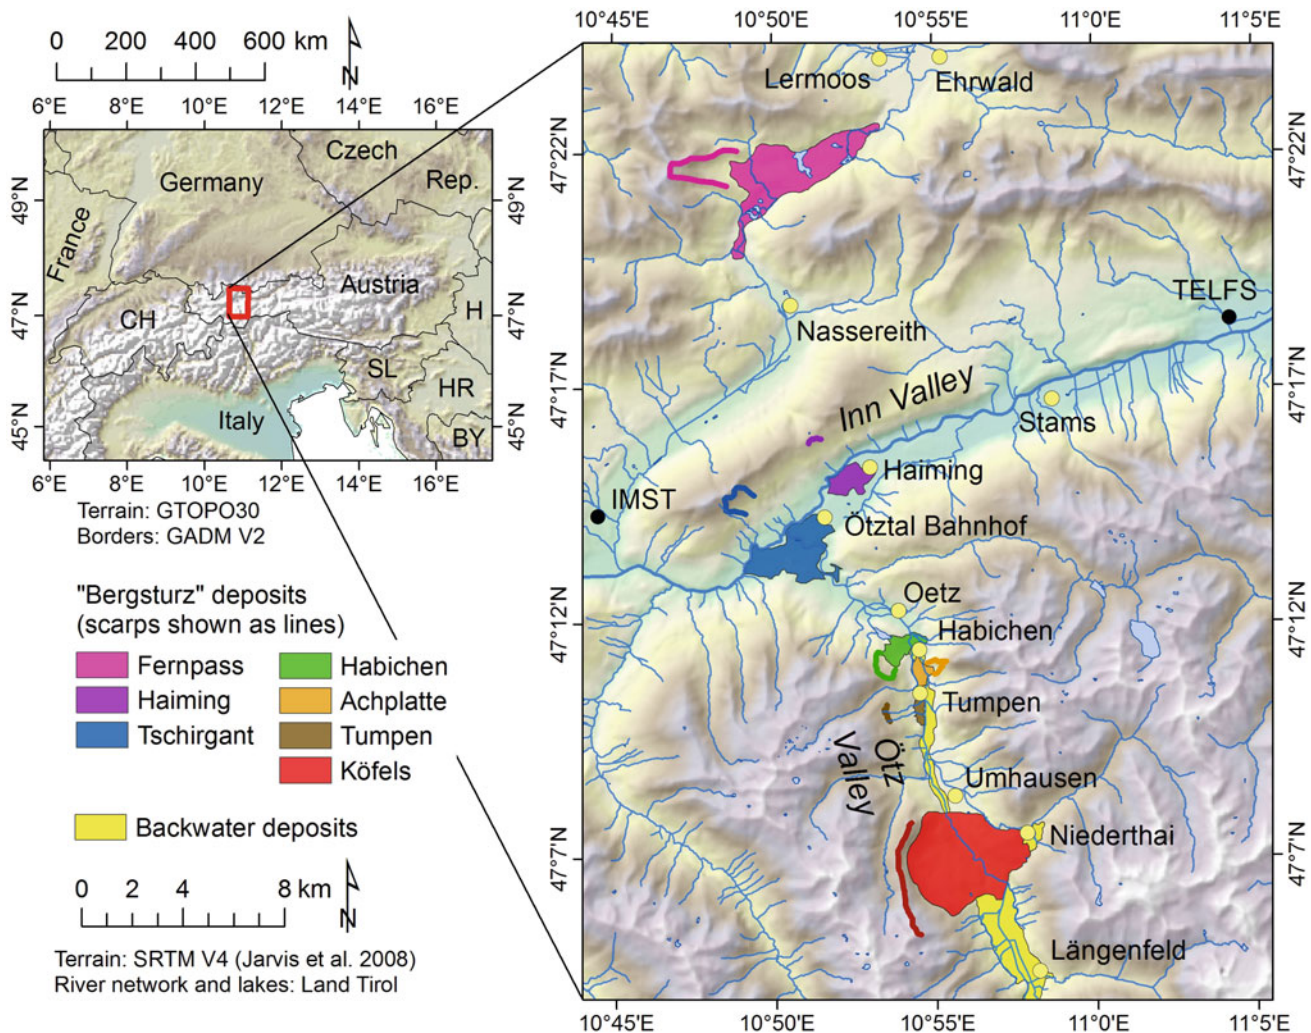 0 200 400 600 km
N
6°E 8°E 10°E 12°E 14°E 16°E
49°N
47°N
45°N
49°N
47°N
45°N
Czech
Rep.
Germany
France
Austria
CH
H
SL
HR
Italy
BY
6°E 8°E 10°E 12°E 14°E 16°E
Terrain: GTOPO30
Borders: GADM V2
"Bergsturz" deposits
(scarps shown as lines)
Fernpass
Haiming
Tschirgant
Habichen
Achplatte
Tumpen
Köfels
Backwater deposits
0 2 4 8 km
N
Terrain: SRTM V4 (Jarvis et al. 2008)
River network and lakes: Land Tirol
10°45'E 10°50'E 10°55'E 11°0'E 11°5'E
47°22'N
47°17'N
47°12'N
47°7'N
47°22'N
47°17'N
47°12'N
47°7'N
Lermoos
Ehrwald
TELFS
Nassereith
Inn Valley
Stams
Haiming
IMST
Ötztal Bahnhof
Oetz
Habichen
Tumpen
Ötz
Valley
Umhausen
Niederthai
Längenfeld
10°45'E 10°50'E 10°55'E 11°0'E 11°5'E